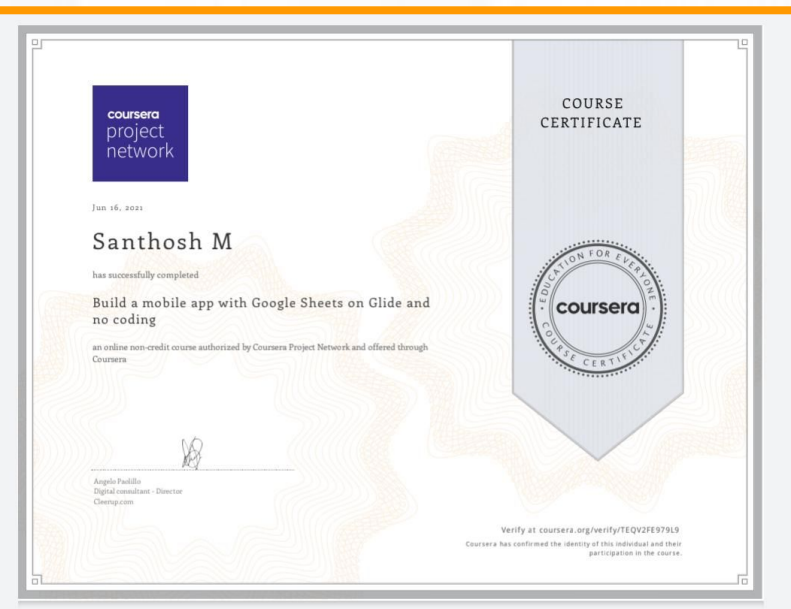 coursera
project
network
COURSE
CERTIFICATE
Jun 16, 2021
Santhosh M
has successfully completed
Build a mobile app with Google Sheets on Glide and
no coding
an online non-credit course authorized by Coursera Project Network and offered through
Coursera
EDUCATION FOR EVERYONE
coursera
COURSE CERTIFICATE
Angelo Paolillo
Digital consultant - Director
Cleerup.com
Verify at coursera.org/verify/TEQV2FE979L9
Coursera has confirmed the identity of this individual and their
participation in the course.